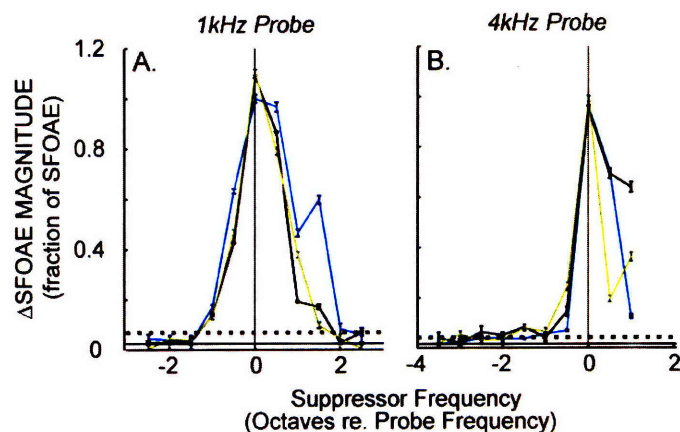 1kHz Probe
4kHz Probe
A.
B.
ΔSFOAE MAGNITUDE
(fraction of SFOAE)
1.2
0.8
0.4
0
-2 0 2
-4 -2 0 2
Suppressor Frequency
(Octaves re. Probe Frequency)